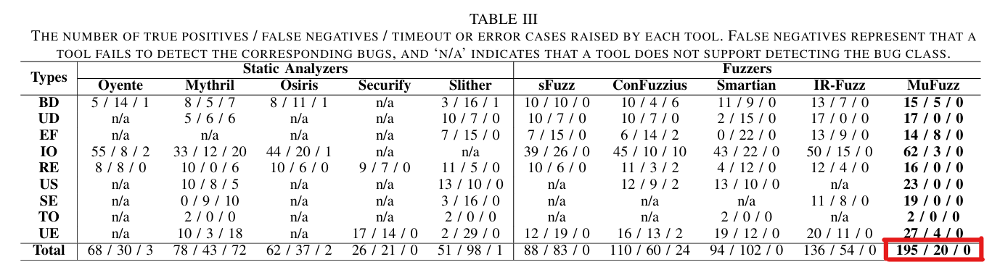 TABLE III
THE NUMBER OF TRUE POSITIVES / FALSE NEGATIVES / TIMEOUT OR ERROR CASES RAISED BY EACH TOOL. FALSE NEGATIVES REPRESENT THAT A
TOOL FAILS TO DETECT THE CORRESPONDING BUGS, AND ‘N/A’ INDICATES THAT A TOOL DOES NOT SUPPORT DETECTING THE BUG CLASS.
Types Static Analyzers Fuzzers
Oyente Mythril Osiris Securify Slither sFuzz ConFuzzius Smartian IR-Fuzz MuFuzz
BD 5 / 14 / 1 8 / 5 / 7 8 / 11 / 1 n/a 3 / 16 / 1 10 / 10 / 0 10 / 4 / 6 11 / 9 / 0 13 / 7 / 0 15 / 5 / 0
UD n/a 5 / 6 / 6 n/a n/a 10 / 7 / 0 10 / 7 / 0 10 / 7 / 0 2 / 15 / 0 17 / 0 / 0 17 / 0 / 0
EF n/a n/a n/a n/a 7 / 15 / 0 7 / 15 / 0 6 / 14 / 2 0 / 22 / 0 13 / 9 / 0 14 / 8 / 0
IO 55 / 8 / 2 33 / 12 / 20 44 / 20 / 1 n/a n/a 39 / 26 / 0 45 / 10 / 10 43 / 22 / 0 50 / 15 / 0 62 / 3 / 0
RE 8 / 8 / 0 10 / 0 / 6 10 / 6 / 0 9 / 7 / 0 11 / 5 / 0 10 / 6 / 0 11 / 3 / 2 4 / 12 / 0 12 / 4 / 0 16 / 0 / 0
US n/a 10 / 8 / 5 n/a n/a 13 / 10 / 0 n/a 12 / 9 / 2 13 / 10 / 0 n/a 23 / 0 / 0
SE n/a 0 / 9 / 10 n/a n/a 3 / 16 / 0 n/a n/a n/a 11 / 8 / 0 19 / 0 / 0
TO n/a 2 / 0 / 0 n/a n/a 2 / 0 / 0 n/a n/a 2 / 0 / 0 n/a 2 / 0 / 0
UE n/a 10 / 3 / 18 n/a 17 / 14 / 0 2 / 29 / 0 12 / 19 / 0 16 / 13 / 2 19 / 12 / 0 20 / 11 / 0 27 / 4 / 0
Total 68 / 30 / 3 78 / 43 / 72 62 / 37 / 2 26 / 21 / 0 51 / 98 / 1 88 / 83 / 0 110 / 60 / 24 94 / 102 / 0 136 / 54 / 0 195 / 20 / 0